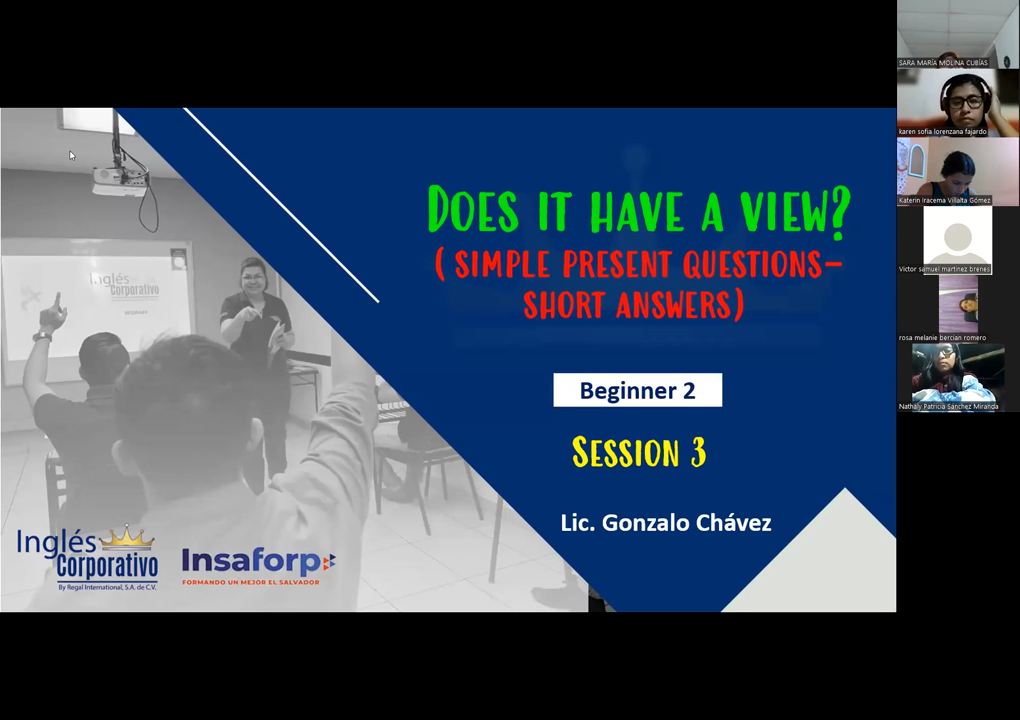 DOES IT HAVE A VIEW?
( SIMPLE PRESENT QUESTIONS–
SHORT ANSWERS)
Beginner 2
SESSION 3
Lic. Gonzalo Chávez
Inglés
Corporativo
Inglés
Corporativo
By Regal International, S.A. de C.V.
Insaforp
FORMANDO UN MEJOR EL SALVADOR
SARA MARÍA MOLINA CUBÍAS
karen sofia lorenzana fajardo
Katerin Iracema Villalta Gómez
Victor samuel martinez brenes
rosa melanie bercian romero
Nathaly Patricia Sánchez Miranda